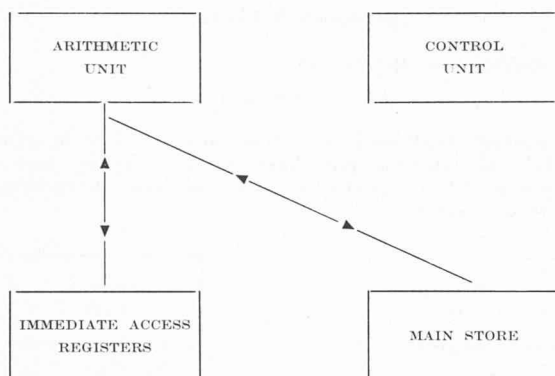 ARITHMETIC
UNIT
CONTROL
UNIT
IMMEDIATE ACCESS
REGISTERS
MAIN STORE